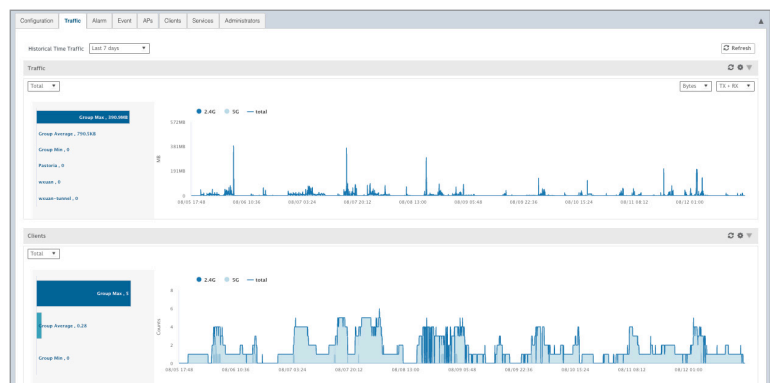 Configuration Traffic Alarm Event APs Clients Services Administrators
Historical Time Traffic Last 7 days Refresh
Traffic
Total Bytes TX + RX
2.4G 5G total
Group Max , 390.9MB
Group Average , 790.5KB
Group Min , 0
Pastoria , 0
wxuan , 0
wxuan-tunnel , 0
MB
572MB
381MB
191MB
0
08/05 17:48 08/06 10:36 08/07 03:24 08/07 20:12 08/08 13:00 08/09 05:48 08/09 22:36 08/10 15:24 08/11 08:12 08/12 01:00
Clients
Total
2.4G 5G total
Group Max , 5
Group Average , 0.28
Group Min , 0
Counts
8
6
4
2
0
08/05 17:48 08/06 10:36 08/07 03:24 08/07 20:12 08/08 13:00 08/09 05:48 08/09 22:36 08/10 15:24 08/11 08:12 08/12 01:00